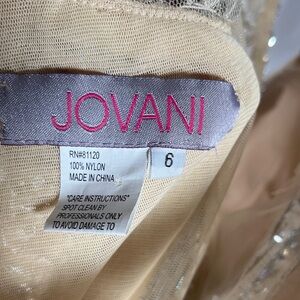 JOVANI
RN#81120
100% NYLON
MADE IN CHINA
6
"CARE INSTRUCTIONS"
SPOT CLEAN BY
PROFESSIONALS ONLY
TO AVOID DAMAGE TO